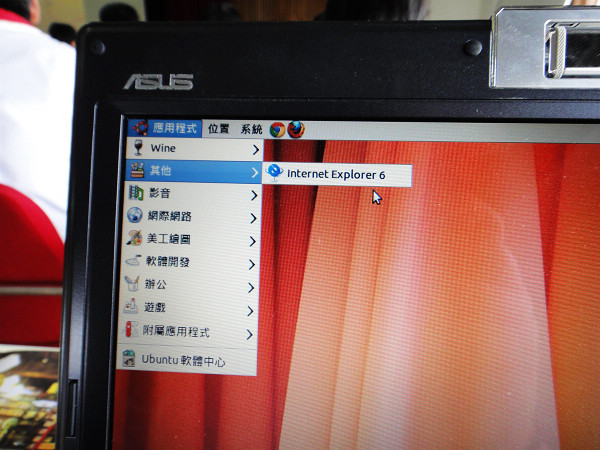 ASUS
應用程式 位置 系統
Wine
其他
Internet Explorer 6
影音
網際網路
美工繪圖
軟體開發
辦公
遊戲
附屬應用程式
Ubuntu 軟體中心